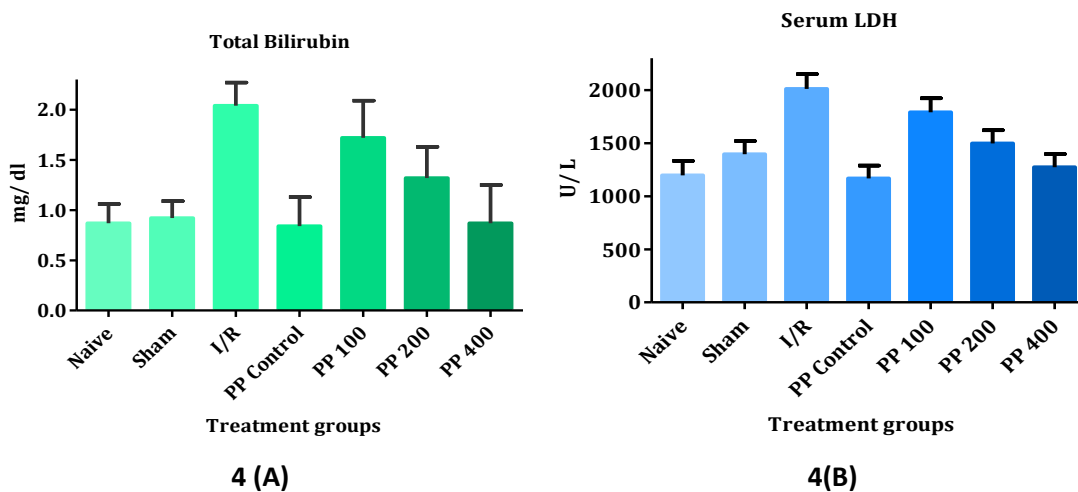 Total Bilirubin
mg/ dl
2.0
1.5
1.0
0.5
0.0
Naive
Sham
I/R
PP Control
PP 100
PP 200
PP 400
Treatment groups
4 (A)
Serum LDH
U/ L
2000
1500
1000
500
0
Naive
Sham
I/R
PP Control
PP 100
PP 200
PP 400
Treatment groups
4(B)